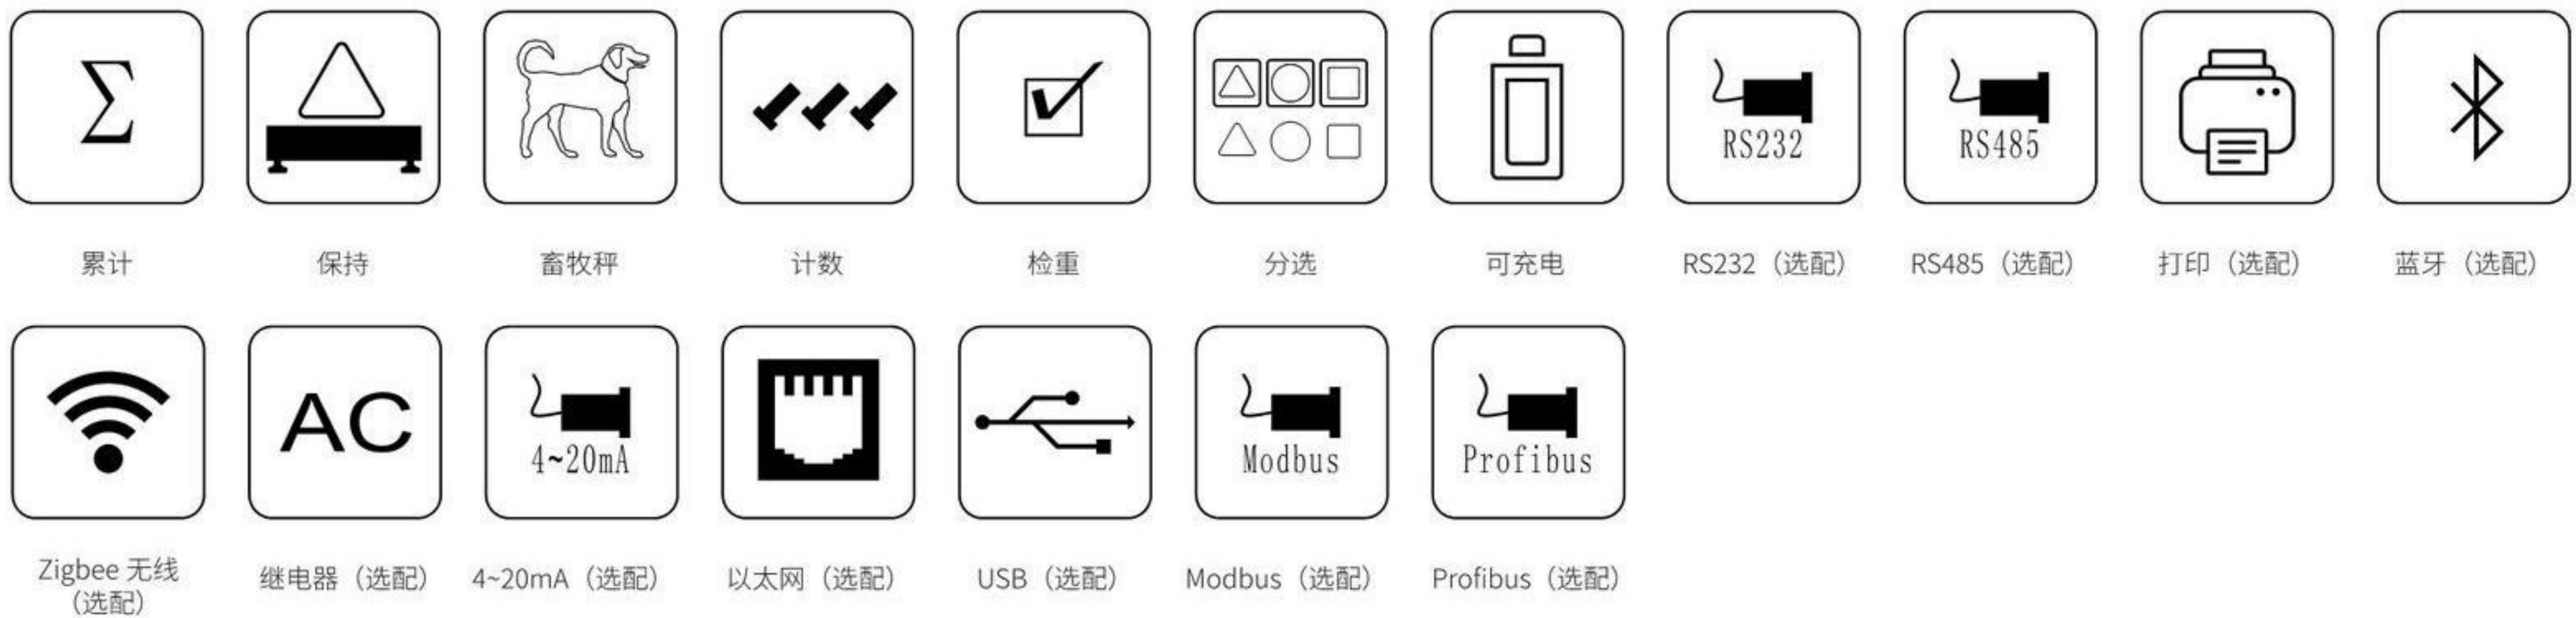 Σ
RS232
RS485
累计
保持
畜牧秤
计数
检重
分选
可充电
RS232（选配）
RS485（选配）
打印（选配）
蓝牙（选配）
AC
4~20mA
Modbus
Profibus
Zigbee 无线
（选配）
继电器（选配）
4~20mA（选配）
以太网（选配）
USB（选配）
Modbus（选配）
Profibus（选配）